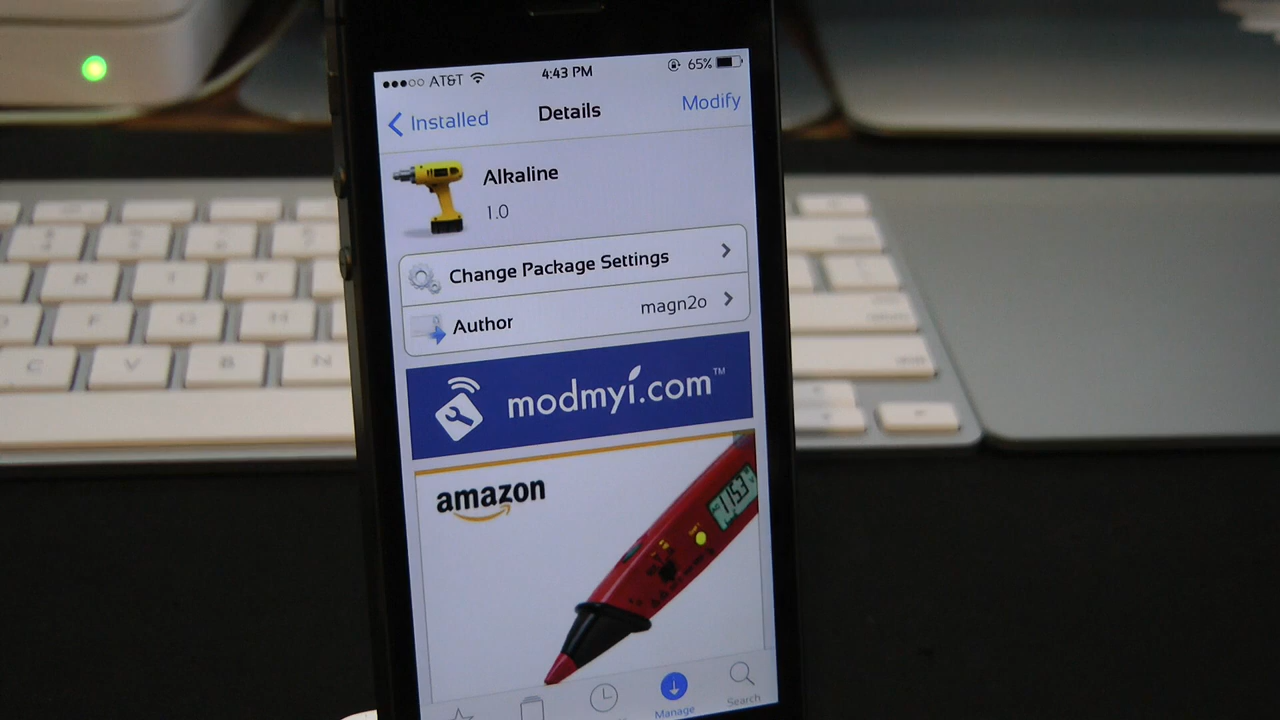 AT&T 4:43 PM 65%
Installed Details Modify
Alkaline
1.0
Change Package Settings
Author magn2o
modmyi.com™
amazon
Manage Search
C V B N